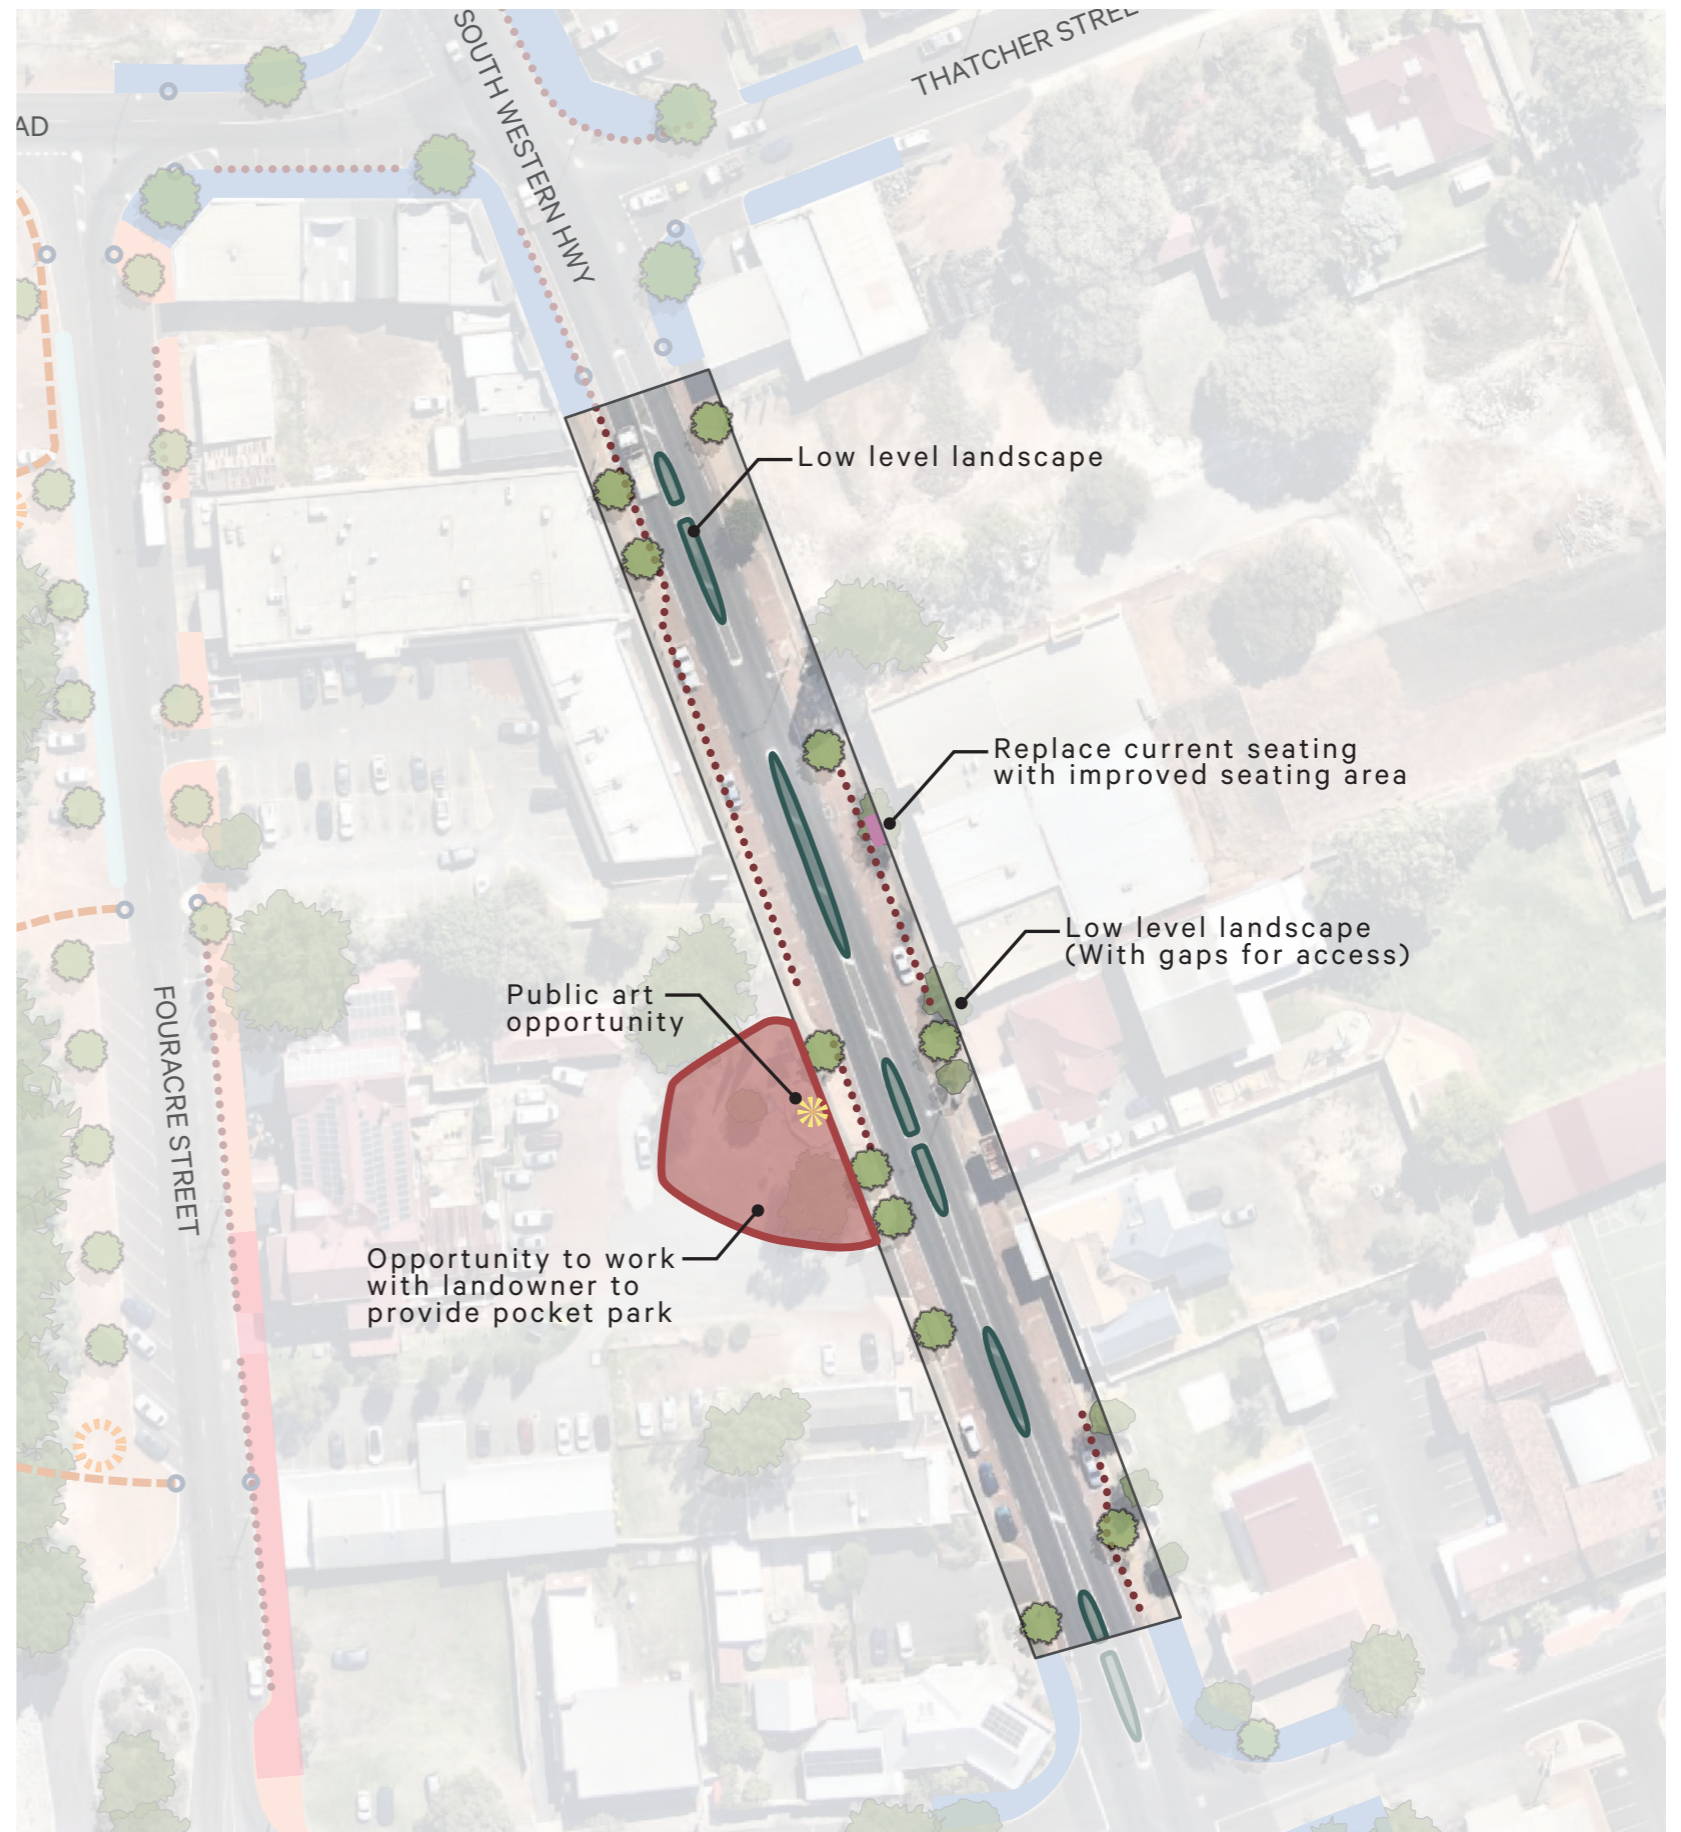 SOUTH WESTERN HWY
THATCHER STREE
AD
Low level landscape
Replace current seating
with improved seating area
Low level landscape
(With gaps for access)
Public art
opportunity
FOURACRE STREET
Opportunity to work
with landowner to
provide pocket park